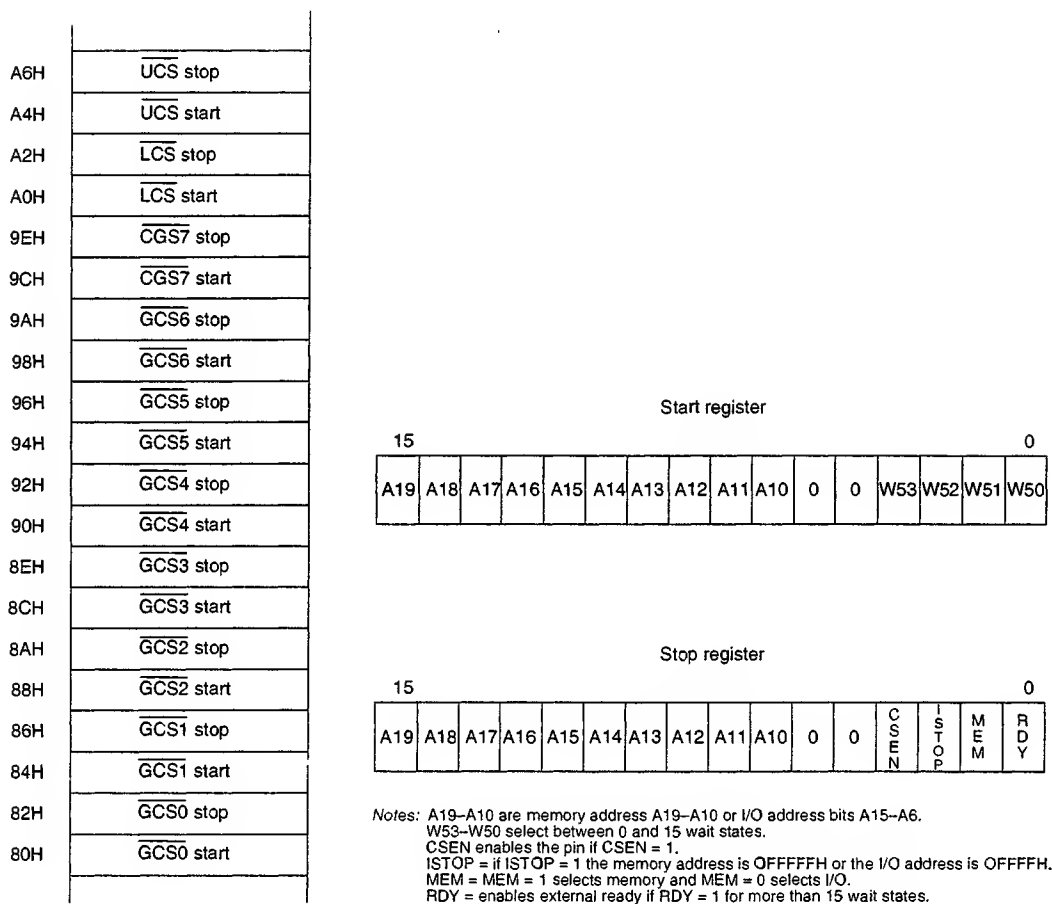 A6H UCS stop
A4H UCS start
A2H LCS stop
A0H LCS start
9EH CGS7 stop
9CH CGS7 start
9AH GCS6 stop
98H GCS6 start
96H GCS5 stop
94H GCS5 start
92H GCS4 stop
90H GCS4 start
8EH GCS3 stop
8CH GCS3 start
8AH GCS2 stop
88H GCS2 start
86H GCS1 stop
84H GCS1 start
82H GCS0 stop
80H GCS0 start
Start register
15 0
A19 A18 A17 A16 A15 A14 A13 A12 A11 A10 0 0 W53 W52 W51 W50
Stop register
15 0
A19 A18 A17 A16 A15 A14 A13 A12 A11 A10 0 0 CSEN ISTOP MEM RDY
Notes: A19–A10 are memory address A19–A10 or I/O address bits A15–A6.
W53–W50 select between 0 and 15 wait states.
CSEN enables the pin if CSEN = 1.
ISTOP = if ISTOP = 1 the memory address is OFFFFFH or the I/O address is OFFFFH.
MEM = MEM = 1 selects memory and MEM = 0 selects I/O.
RDY = enables external ready if RDY = 1 for more than 15 wait states.